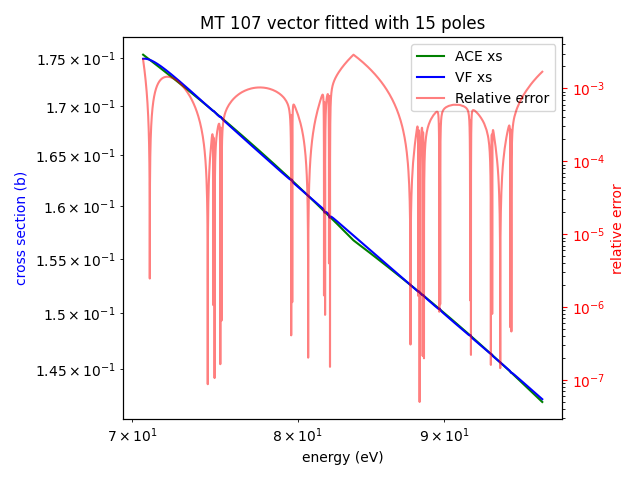 MT 107 vector fitted with 15 poles
ACE xs
VF xs
Relative error
1.75 × 10⁻¹
1.7 × 10⁻¹
1.65 × 10⁻¹
1.6 × 10⁻¹
1.55 × 10⁻¹
1.5 × 10⁻¹
1.45 × 10⁻¹
cross section (b)
10⁻³
10⁻⁴
10⁻⁵
10⁻⁶
10⁻⁷
relative error
7 × 10¹ 8 × 10¹ 9 × 10¹
energy (eV)